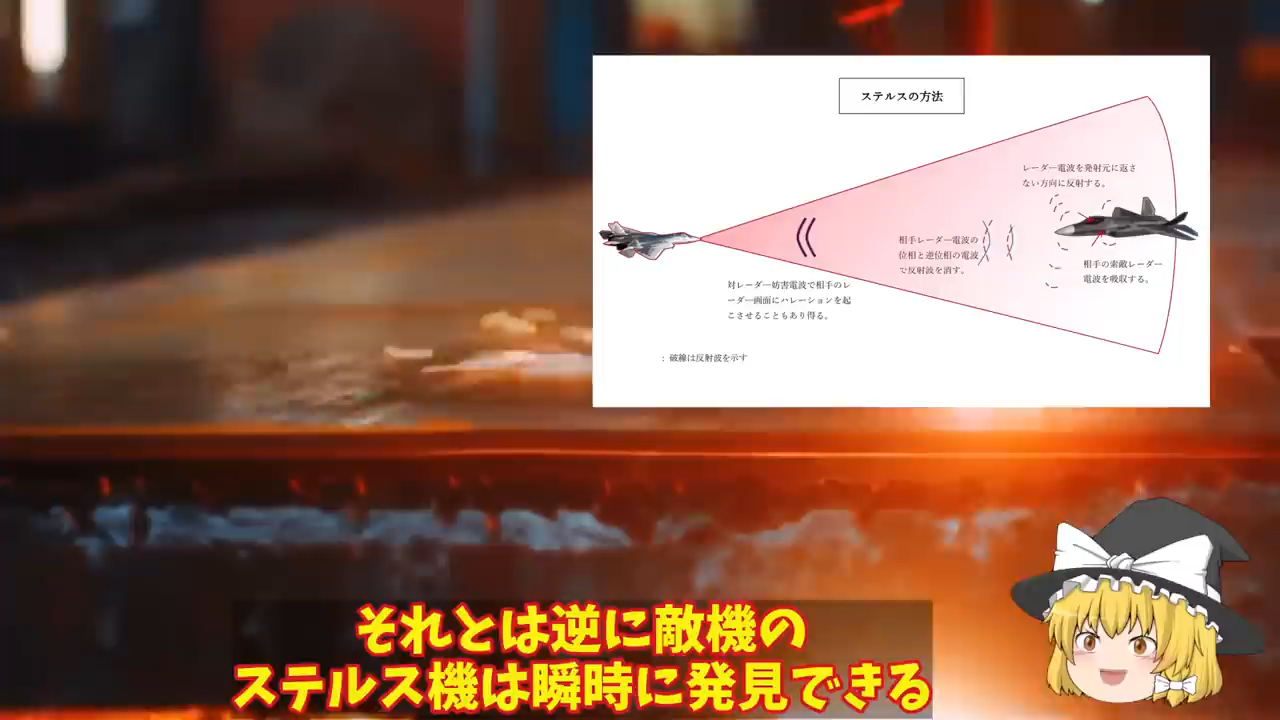 ステルスの方法
レーダー電波を発射元に返さ
ない方向に反射する。
相手レーダー電波の
位相と逆位相の電波
で反射波を消す。
相手の索敵レーダー
電波を吸収する。
対レーダー妨害電波で相手のレ
ーダー画面にハレーションを起
こさせることもあり得る。
：破線は反射波を示す
それとは逆に敵機の
ステルス機は瞬時に発見できる